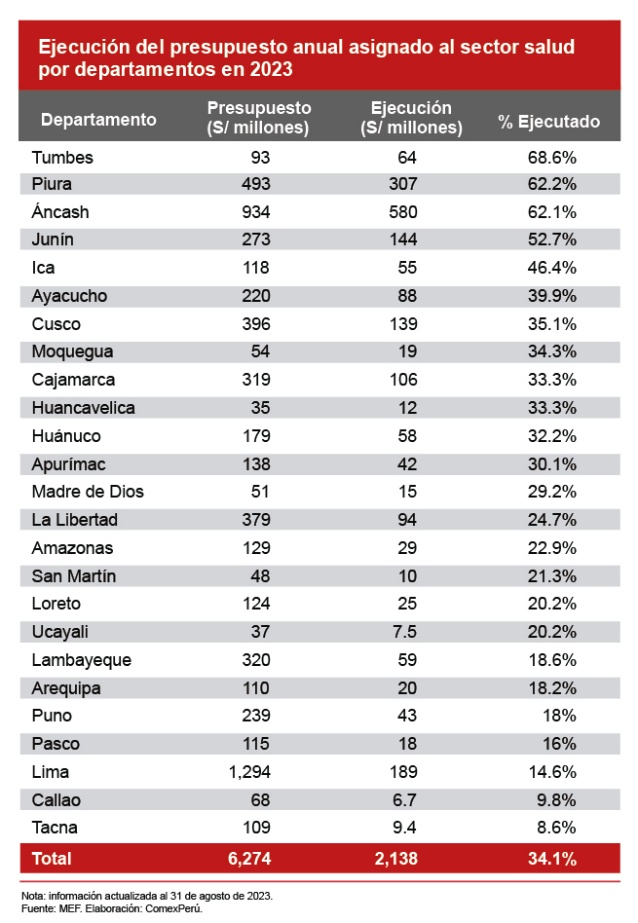 Ejecución del presupuesto anual asignado al sector salud
por departamentos en 2023
Departamento Presupuesto (S/ millones) Ejecución (S/ millones) % Ejecutado
Tumbes 93 64 68.6%
Piura 493 307 62.2%
Áncash 934 580 62.1%
Junín 273 144 52.7%
Ica 118 55 46.4%
Ayacucho 220 88 39.9%
Cusco 396 139 35.1%
Moquegua 54 19 34.3%
Cajamarca 319 106 33.3%
Huancavelica 35 12 33.3%
Huánuco 179 58 32.2%
Apurímac 138 42 30.1%
Madre de Dios 51 15 29.2%
La Libertad 379 94 24.7%
Amazonas 129 29 22.9%
San Martín 48 10 21.3%
Loreto 124 25 20.2%
Ucayali 37 7.5 20.2%
Lambayeque 320 59 18.6%
Arequipa 110 20 18.2%
Puno 239 43 18%
Pasco 115 18 16%
Lima 1,294 189 14.6%
Callao 68 6.7 9.8%
Tacna 109 9.4 8.6%
Total 6,274 2,138 34.1%
Nota: información actualizada al 31 de agosto de 2023.
Fuente: MEF. Elaboración: ComexPerú.